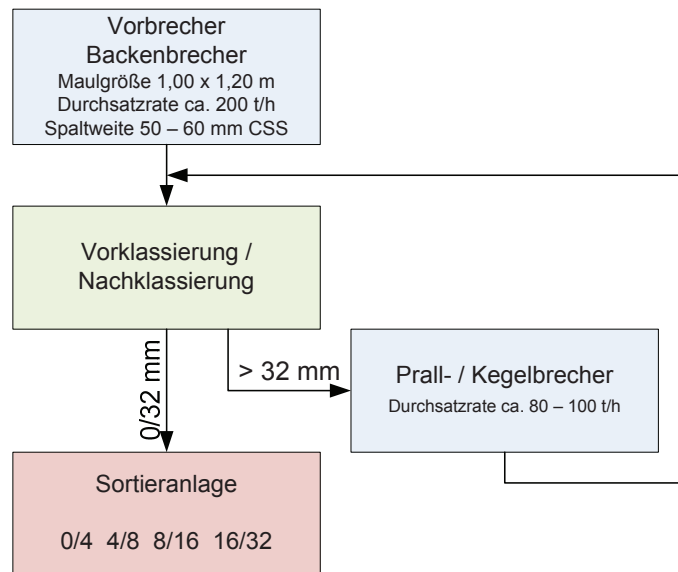 Vorbrecher
Backenbrecher
Maulgröße 1,00 x 1,20 m
Durchsatzrate ca. 200 t/h
Spaltweite 50 – 60 mm CSS
Vorklassierung /
Nachklassierung
0/32 mm
> 32 mm
Prall- / Kegelbrecher
Durchsatzrate ca. 80 – 100 t/h
Sortieranlage
0/4 4/8 8/16 16/32